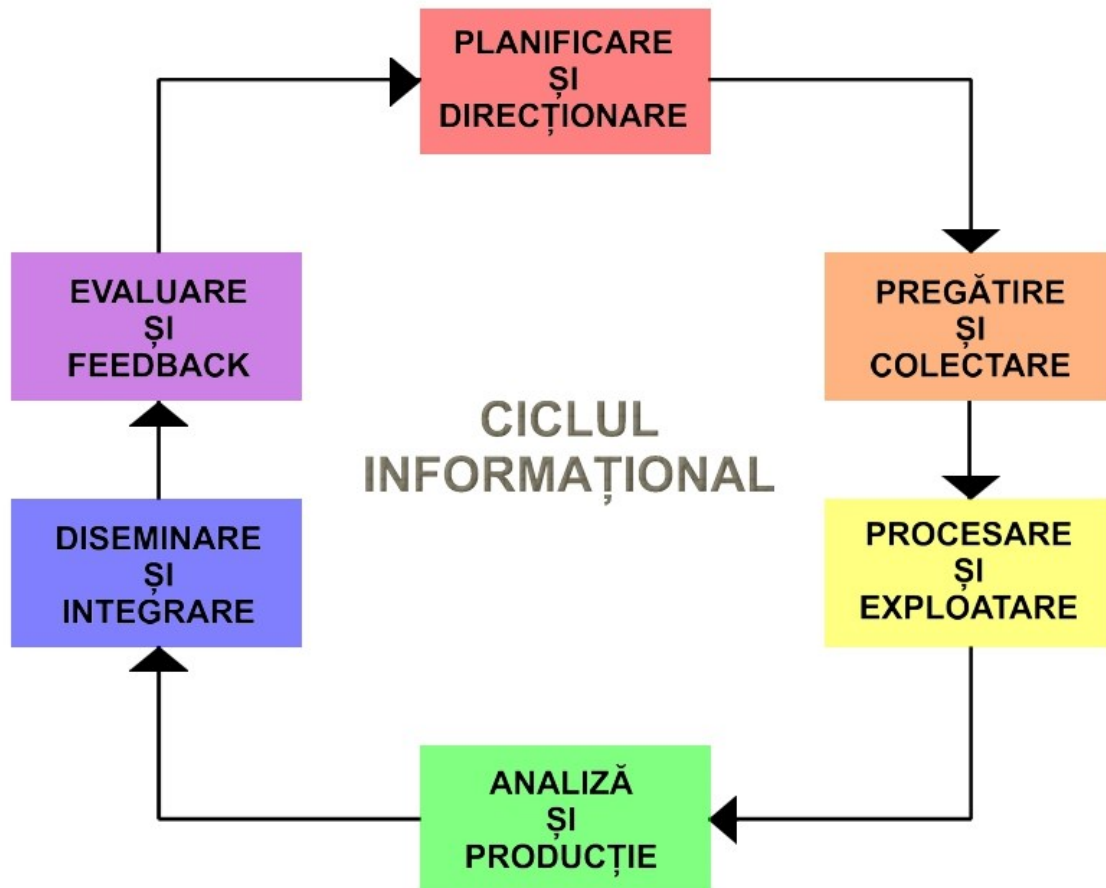 PLANIFICARE
ȘI
DIRECȚIONARE
PREGĂTIRE
ȘI
COLECTARE
PROCESARE
ȘI
EXPLOATARE
ANALIZĂ
ȘI
PRODUCȚIE
DISEMINARE
ȘI
INTEGRARE
EVALUARE
ȘI
FEEDBACK
CICLUL
INFORMAȚIONAL